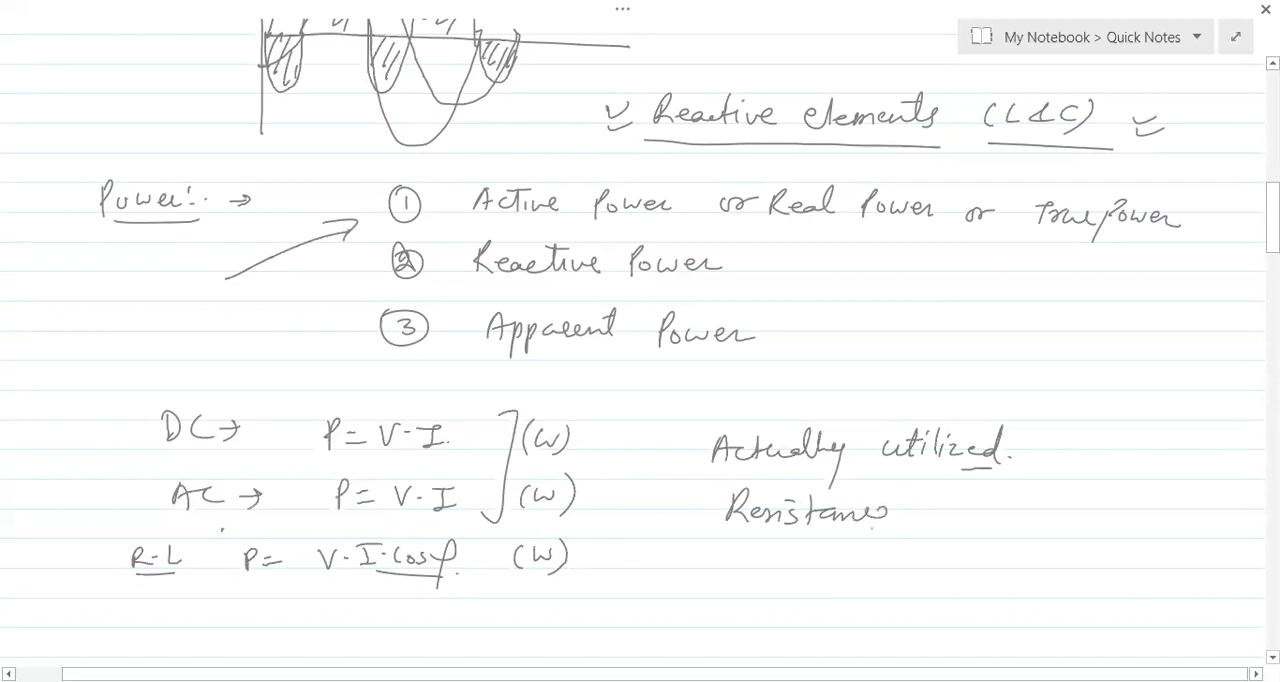 ...
My Notebook > Quick Notes
Reactive elements (L&C)
Power:- → ① Active Power or Real Power or True Power
② Reactive Power
③ Apparent Power
DC → P = V·I. (W) Actually utilized.
AC → P = V·I (W) Resistance
R-L P = V·I·Cosφ. (W)